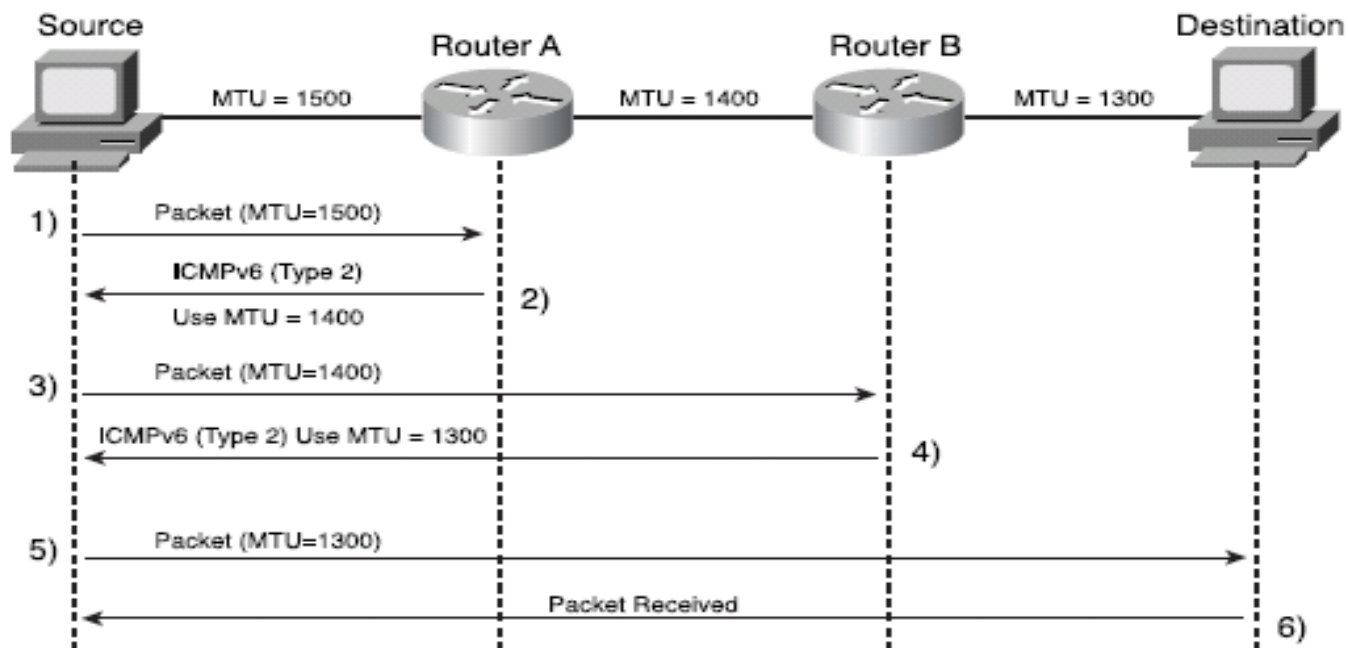 Source
Router A
Router B
Destination
MTU = 1500
MTU = 1400
MTU = 1300
1)
Packet (MTU=1500)
ICMPv6 (Type 2)
2)
Use MTU = 1400
3)
Packet (MTU=1400)
ICMPv6 (Type 2) Use MTU = 1300
4)
5)
Packet (MTU=1300)
Packet Received
6)